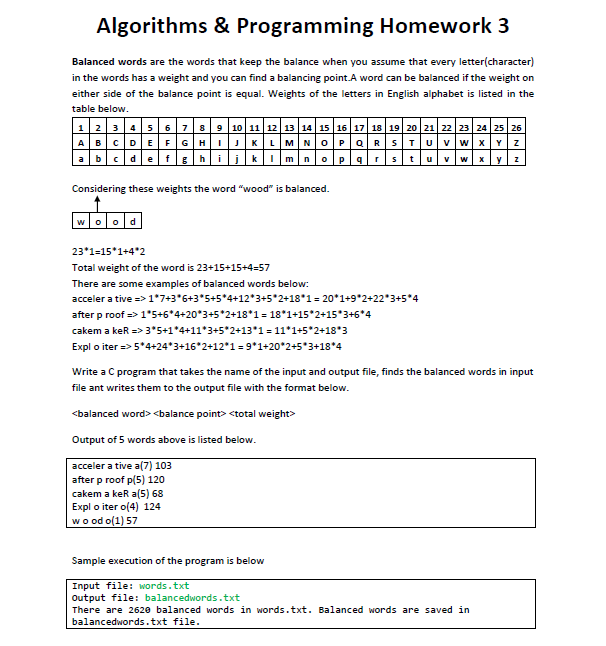 Algorithms & Programming Homework 3
Balanced words are the words that keep the balance when you assume that every letter(character)
in the words has a weight and you can find a balancing point.A word can be balanced if the weight on
either side of the balance point is equal. Weights of the letters in English alphabet is listed in the
table below.
1 2 3 4 5 6 7 8 9 10 11 12 13 14 15 16 17 18 19 20 21 22 23 24 25 26
A B C D E F G H I J K L M N O P Q R S T U V W X Y Z
a b c d e f g h i j k l m n o p q r s t u v w x y z
Considering these weights the word "wood" is balanced.
w o o d
23*1=15*1+4*2
Total weight of the word is 23+15+15+4=57
There are some examples of balanced words below:
acceler a tive => 1*7+3*6+3*5+5*4+12*3+5*2+18*1 = 20*1+9*2+22*3+5*4
after p roof => 1*5+6*4+20*3+5*2+18*1 = 18*1+15*2+15*3+6*4
cakem a keR => 3*5+1*4+11*3+5*2+13*1 = 11*1+5*2+18*3
Expl o iter => 5*4+24*3+16*2+12*1 = 9*1+20*2+5*3+18*4
Write a C program that takes the name of the input and output file, finds the balanced words in input
file ant writes them to the output file with the format below.
<balanced word> <balance point> <total weight>
Output of 5 words above is listed below.
acceler a tive a(7) 103
after p roof p(5) 120
cakem a keR a(5) 68
Expl o iter o(4) 124
w o od o(1) 57
Sample execution of the program is below
Input file: words.txt
Output file: balancedwords.txt
There are 2620 balanced words in words.txt. Balanced words are saved in
balancedwords.txt file.